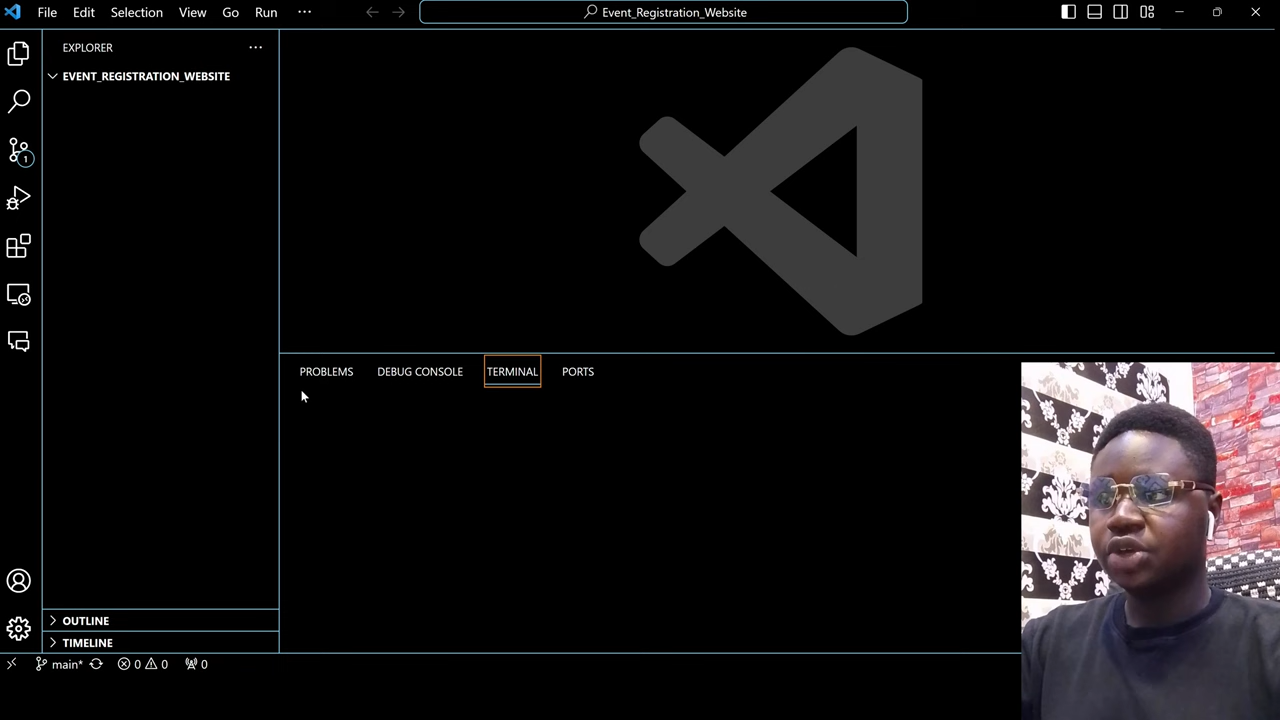 File Edit Selection View Go Run ···
Event_Registration_Website
EXPLORER ···
EVENT_REGISTRATION_WEBSITE
1
PROBLEMS DEBUG CONSOLE TERMINAL PORTS
OUTLINE
TIMELINE
main* 0 0 0